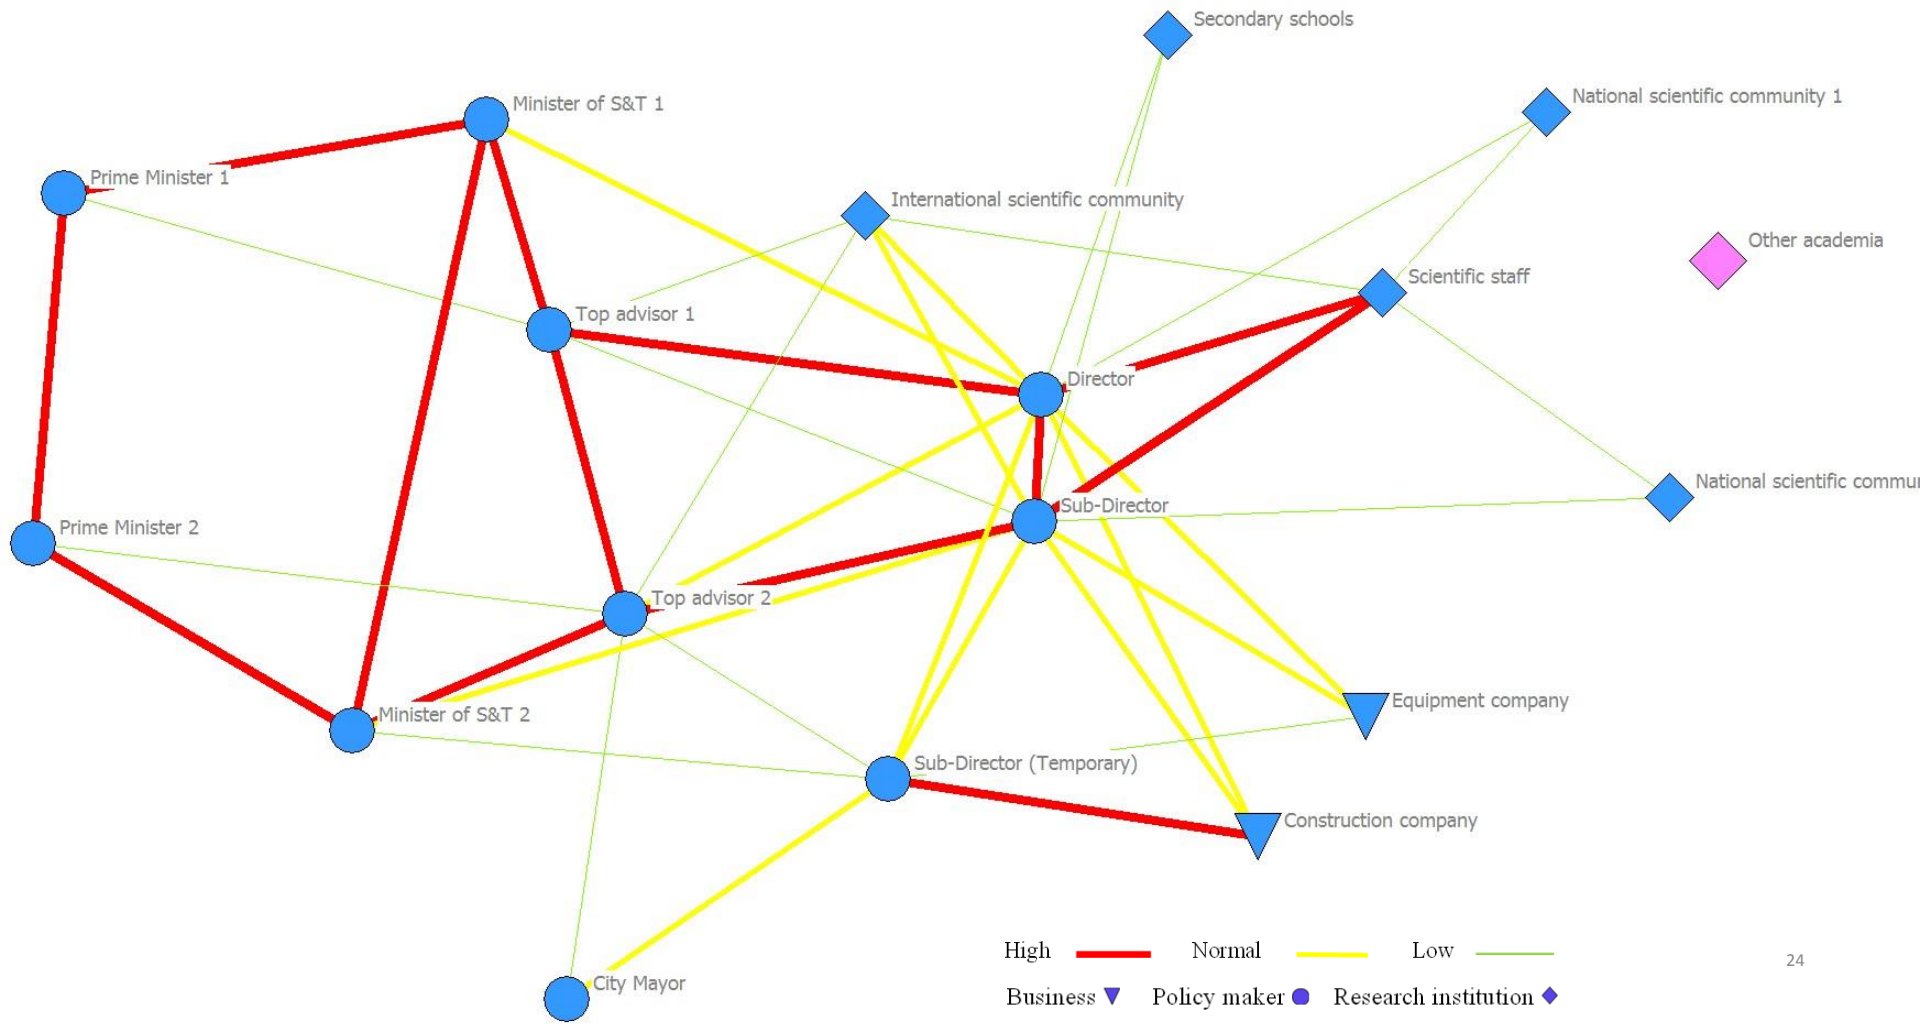 Secondary schools
Minister of S&T 1
National scientific community 1
Prime Minister 1
International scientific community
Other academia
Scientific staff
Top advisor 1
Director
National scientific
Sub-Director
Prime Minister 2
Top advisor 2
Equipment company
Minister of S&T 2
Sub-Director (Temporary)
Construction company
City Mayor
High Normal Low
24
Business Policy maker Research institution